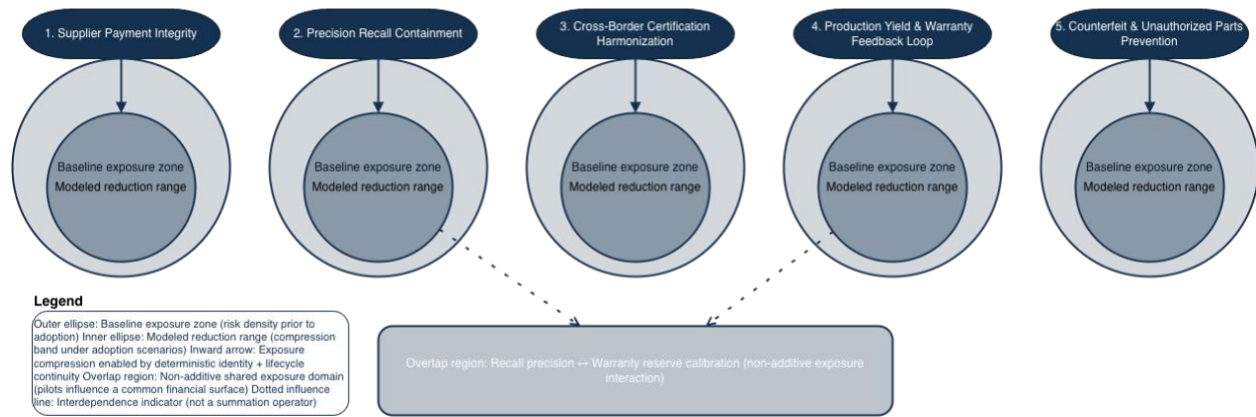 1. Supplier Payment Integrity
2. Precision Recall Containment
3. Cross-Border Certification
Harmonization
4. Production Yield & Warranty
Feedback Loop
5. Counterfeit & Unauthorized Parts
Prevention
Baseline exposure zone
Modeled reduction range
Baseline exposure zone
Modeled reduction range
Baseline exposure zone
Modeled reduction range
Baseline exposure zone
Modeled reduction range
Baseline exposure zone
Modeled reduction range
Legend
Outer ellipse: Baseline exposure zone (risk density prior to
adoption) Inner ellipse: Modeled reduction range (compression
band under adoption scenarios) Inward arrow: Exposure
compression enabled by deterministic identity + lifecycle
continuity Overlap region: Non-additive shared exposure domain
(pilots influence a common financial surface) Dotted influence
line: Interdependence indicator (not a summation operator)
Overlap region: Recall precision ↔ Warranty reserve calibration (non-additive exposure
interaction)